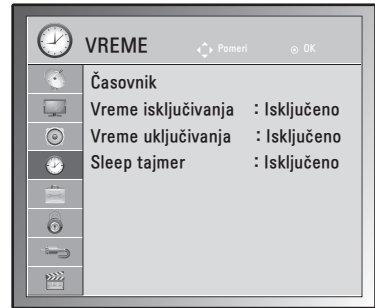 VREME Pomeri OK
Časovnik
Vreme isključivanja : Isključeno
Vreme uključivanja : Isključeno
Sleep tajmer : Isključeno